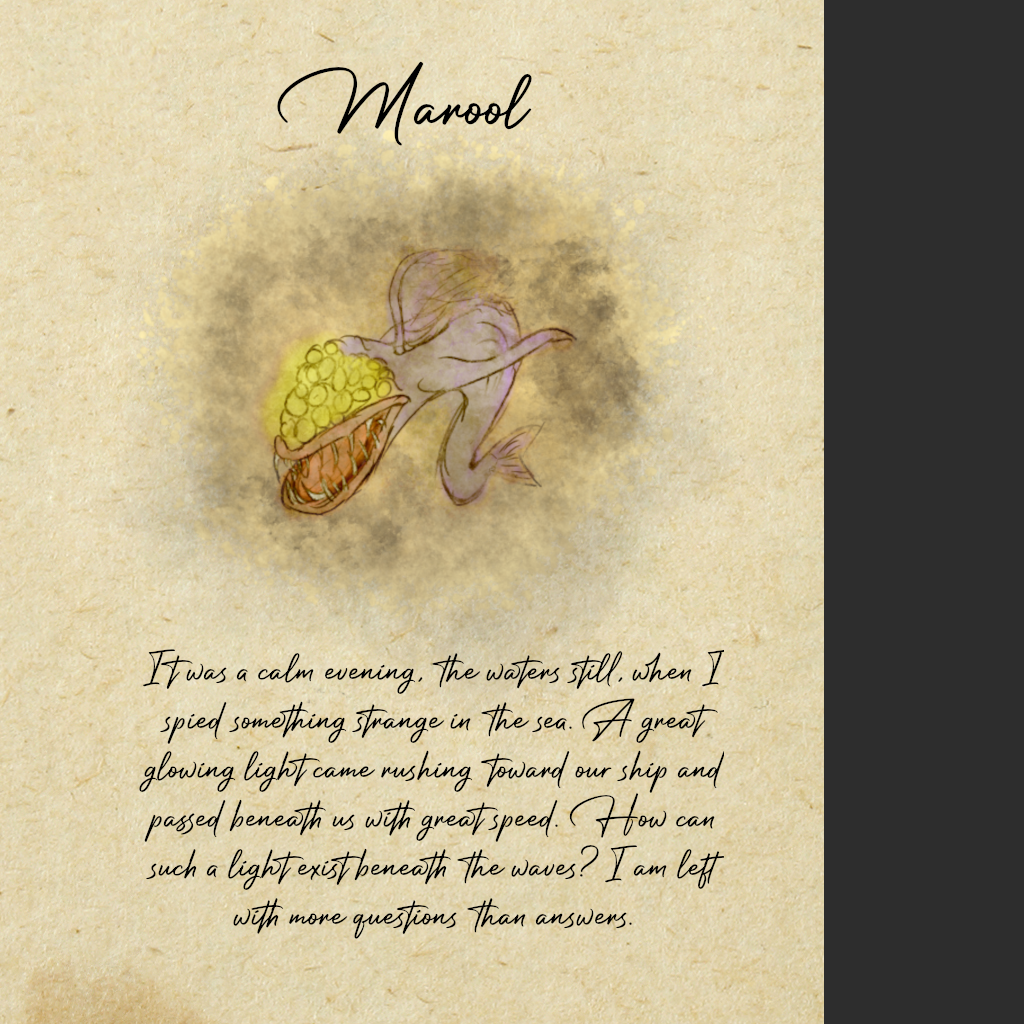 Marool
It was a calm evening, the waters still, when I
spied something strange in the sea. A great
glowing light came rushing toward our ship and
passed beneath us with great speed. How can
such a light exist beneath the waves? I am left
with more questions than answers.